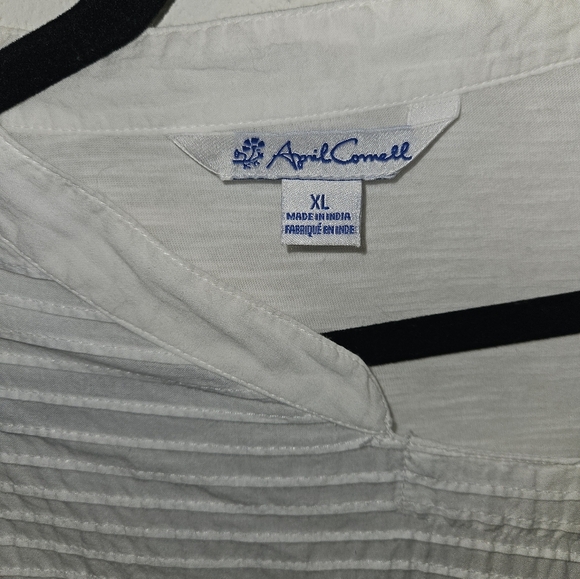 April Cornell
XL
MADE IN INDIA
FABRIQUÉ EN INDE